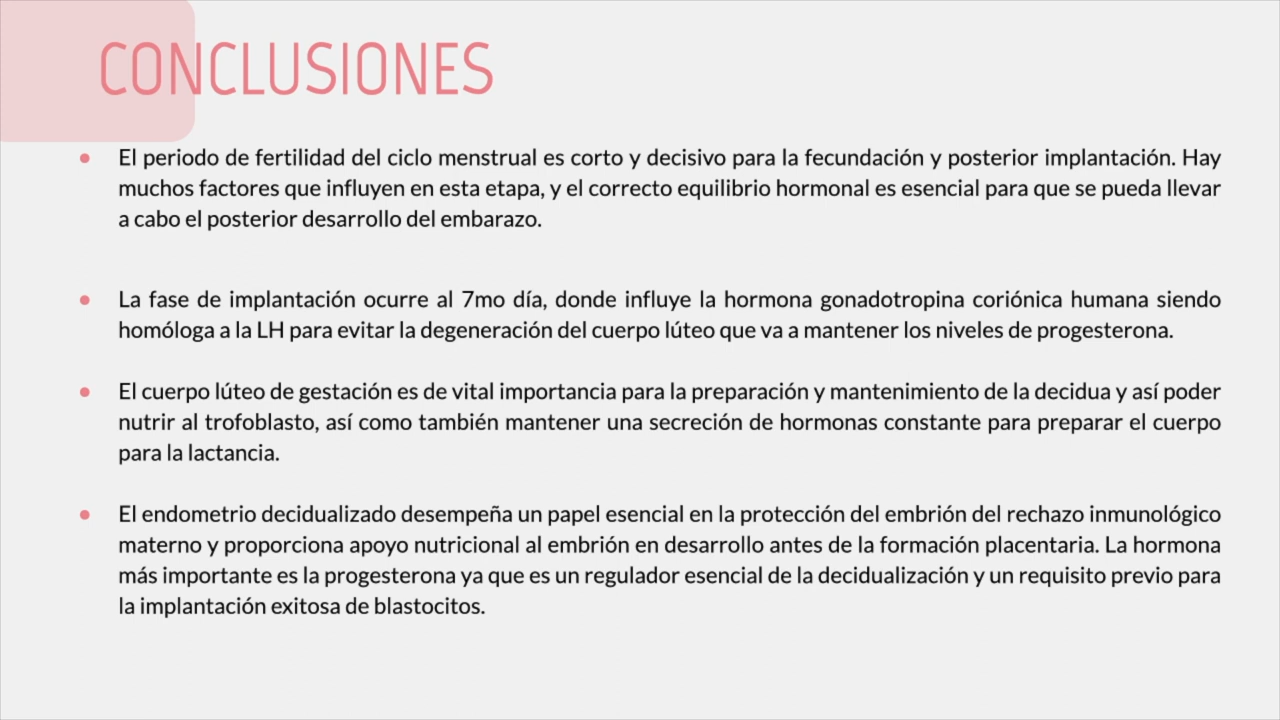 CONCLUSIONES
● El periodo de fertilidad del ciclo menstrual es corto y decisivo para la fecundación y posterior implantación. Hay
muchos factores que influyen en esta etapa, y el correcto equilibrio hormonal es esencial para que se pueda llevar
a cabo el posterior desarrollo del embarazo.
● La fase de implantación ocurre al 7mo día, donde influye la hormona gonadotropina coriónica humana siendo
homóloga a la LH para evitar la degeneración del cuerpo lúteo que va a mantener los niveles de progesterona.
● El cuerpo lúteo de gestación es de vital importancia para la preparación y mantenimiento de la decidua y así poder
nutrir al trofoblasto, así como también mantener una secreción de hormonas constante para preparar el cuerpo
para la lactancia.
● El endometrio decidualizado desempeña un papel esencial en la protección del embrión del rechazo inmunológico
materno y proporciona apoyo nutricional al embrión en desarrollo antes de la formación placentaria. La hormona
más importante es la progesterona ya que es un regulador esencial de la decidualización y un requisito previo para
la implantación exitosa de blastocitos.